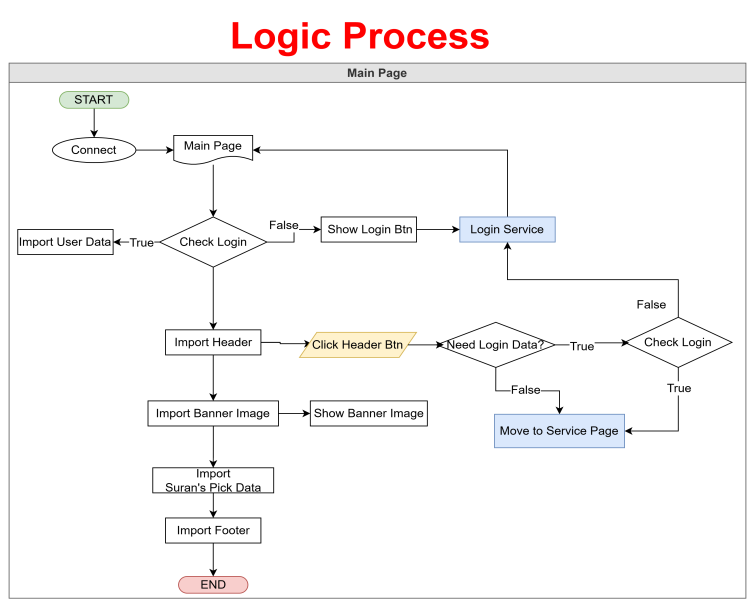 Logic Process
Main Page
START
Connect
Main Page
Check Login
True
Import User Data
False
Show Login Btn
Login Service
Import Header
Click Header Btn
Need Login Data?
True
Check Login
False
True
False
Move to Service Page
Import Banner Image
Show Banner Image
Import
Suran's Pick Data
Import Footer
END